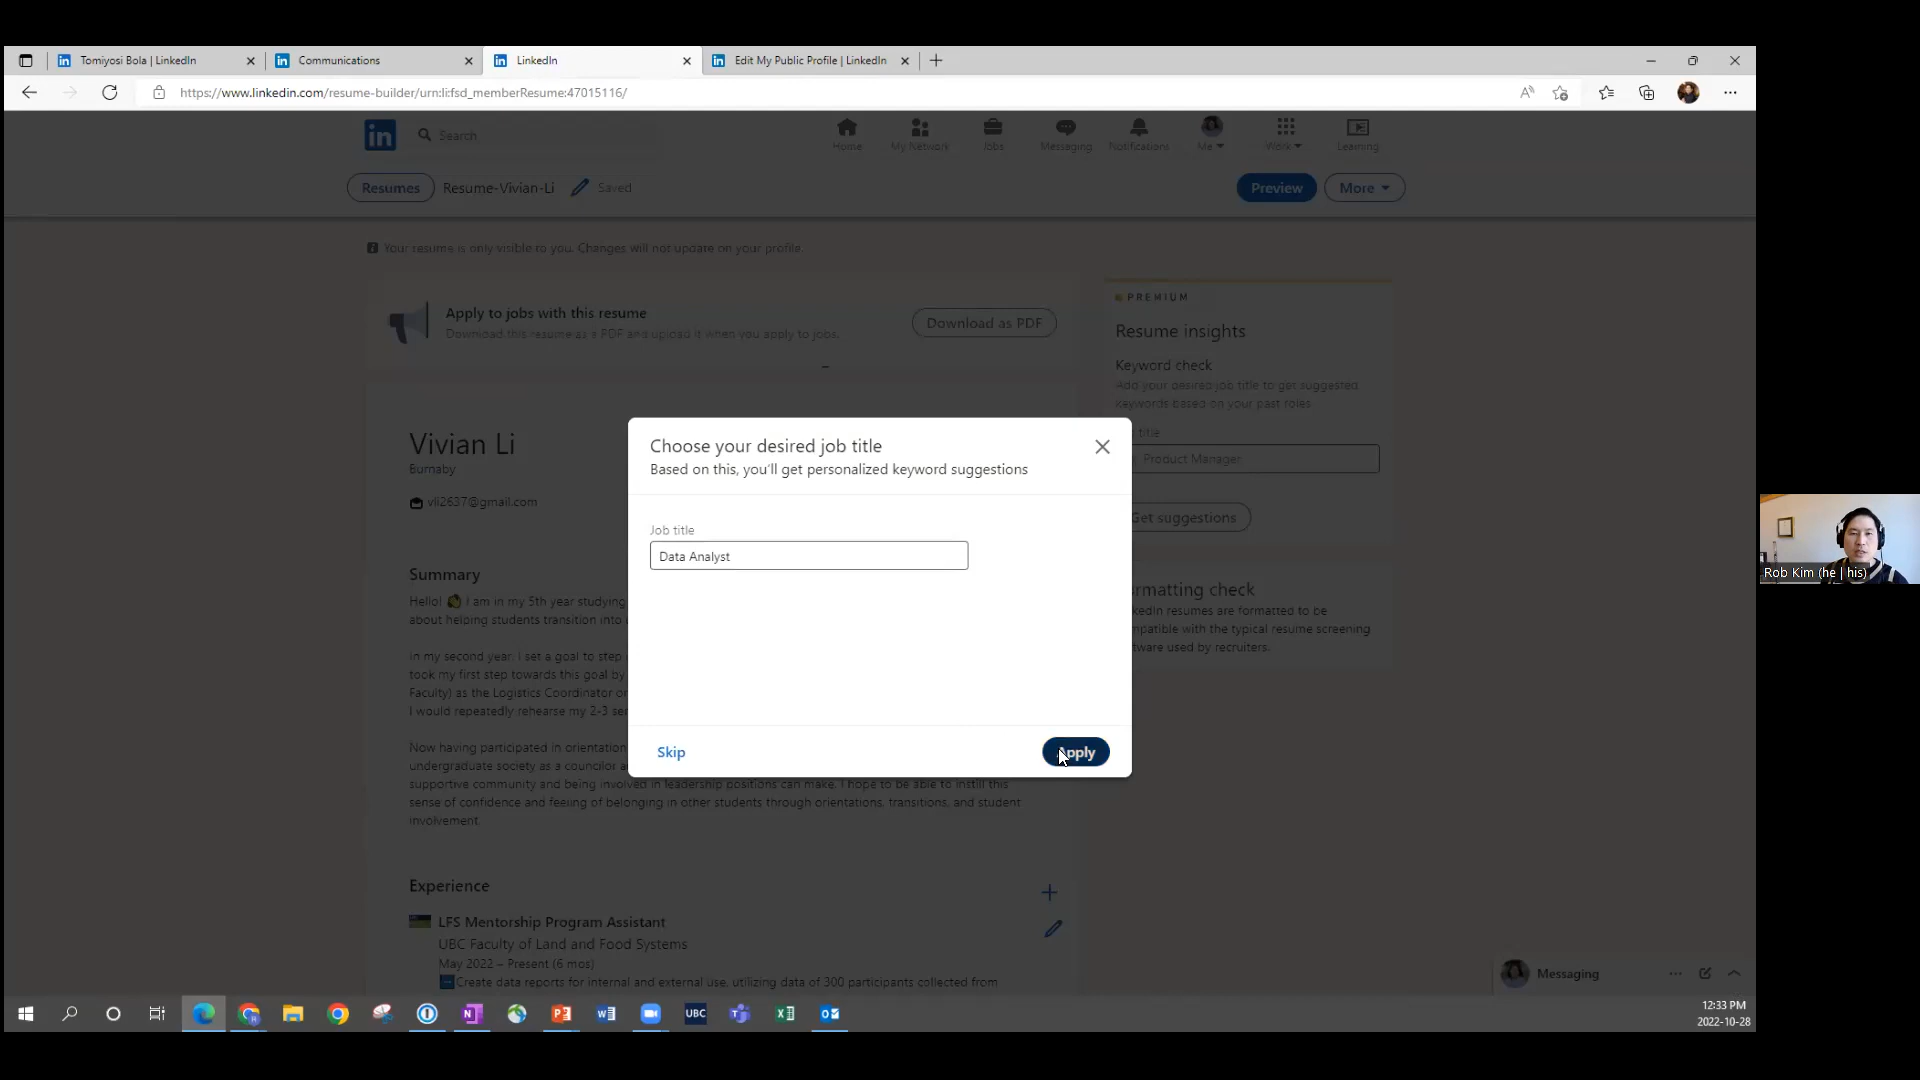 Tomiyosi Bola | LinkedIn
Communications
LinkedIn
Edit My Public Profile | LinkedIn
https://www.linkedin.com/resume-builder/urn:li:fsd_memberResume:47015116/
in
Search
Home
My Network
Jobs
Messaging
Notifications
Me
Work
Learning
Resumes
Resume-Vivian-Li
Saved
Preview
More
Your resume is only visible to you. Changes will not update on your profile.
Apply to jobs with this resume
Download this resume as a PDF and upload it when you apply to jobs.
Download as PDF
PREMIUM
Resume insights
Keyword check
Add your desired job title to get suggested
keywords based on your past roles
title
Product Manager
Get suggestions
rmatting check
kedIn resumes are formatted to be
mpatible with the typical resume screening
tware used by recruiters.
Vivian Li
Burnaby
vli2637@gmail.com
Choose your desired job title
Based on this, you'll get personalized keyword suggestions
Job title
Data Analyst
Skip
Apply
Summary
Hello! I am in my 5th year studying
about helping students transition into
In my second year, I set a goal to step
took my first step towards this goal by
Faculty) as the Logistics Coordinator or
I would repeatedly rehearse my 2-3 se
Now having participated in orientation
undergraduate society as a councilor a
supportive community and being involved in leadership positions can make. I hope to be able to instill this
sense of confidence and feeling of belonging in other students through orientations, transitions, and student
involvement.
Experience
LFS Mentorship Program Assistant
UBC Faculty of Land and Food Systems
May 2022 – Present (6 mos)
Create data reports for internal and external use, utilizing data of 300 participants collected from
Messaging
UBC
12:33 PM
2022-10-28
Rob Kim (he | his)